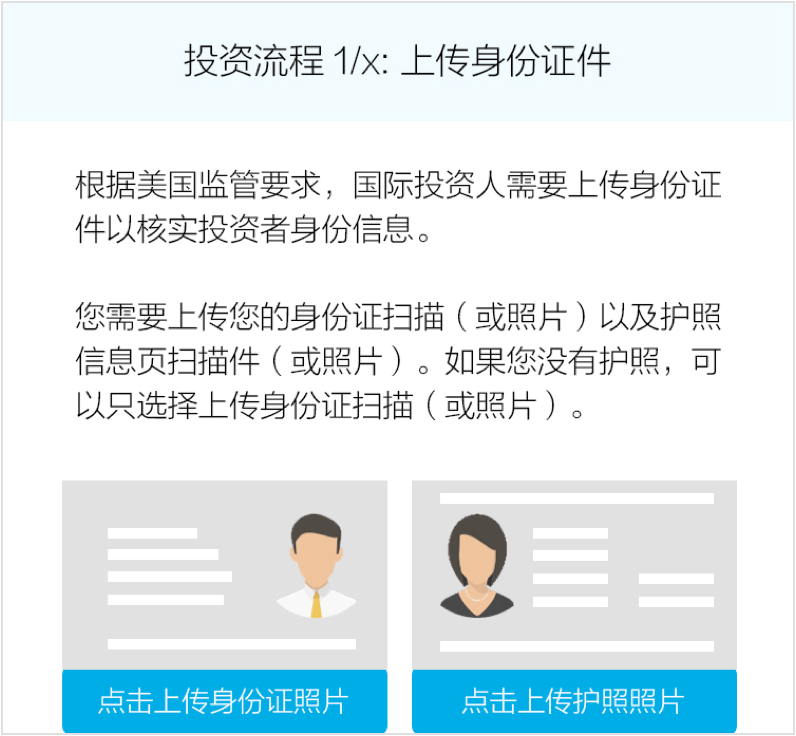 投资流程 1/x: 上传身份证件
根据美国监管要求，国际投资人需要上传身份证
件以核实投资者身份信息。
您需要上传您的身份证扫描（或照片）以及护照
信息页扫描件（或照片）。如果您没有护照，可
以只选择上传身份证扫描（或照片）。
点击上传身份证照片
点击上传护照照片